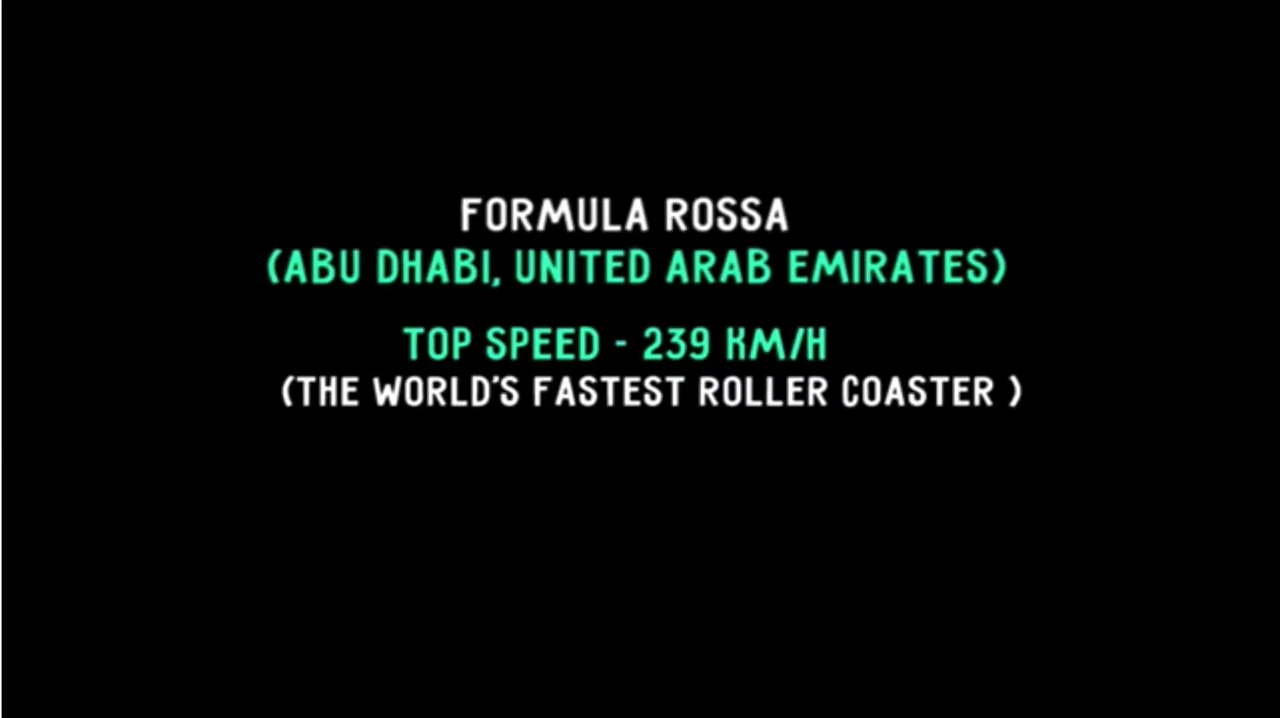 FORMULA ROSSA
(ABU DHABI, UNITED ARAB EMIRATES)
TOP SPEED - 239 KM/H
(THE WORLD'S FASTEST ROLLER COASTER )